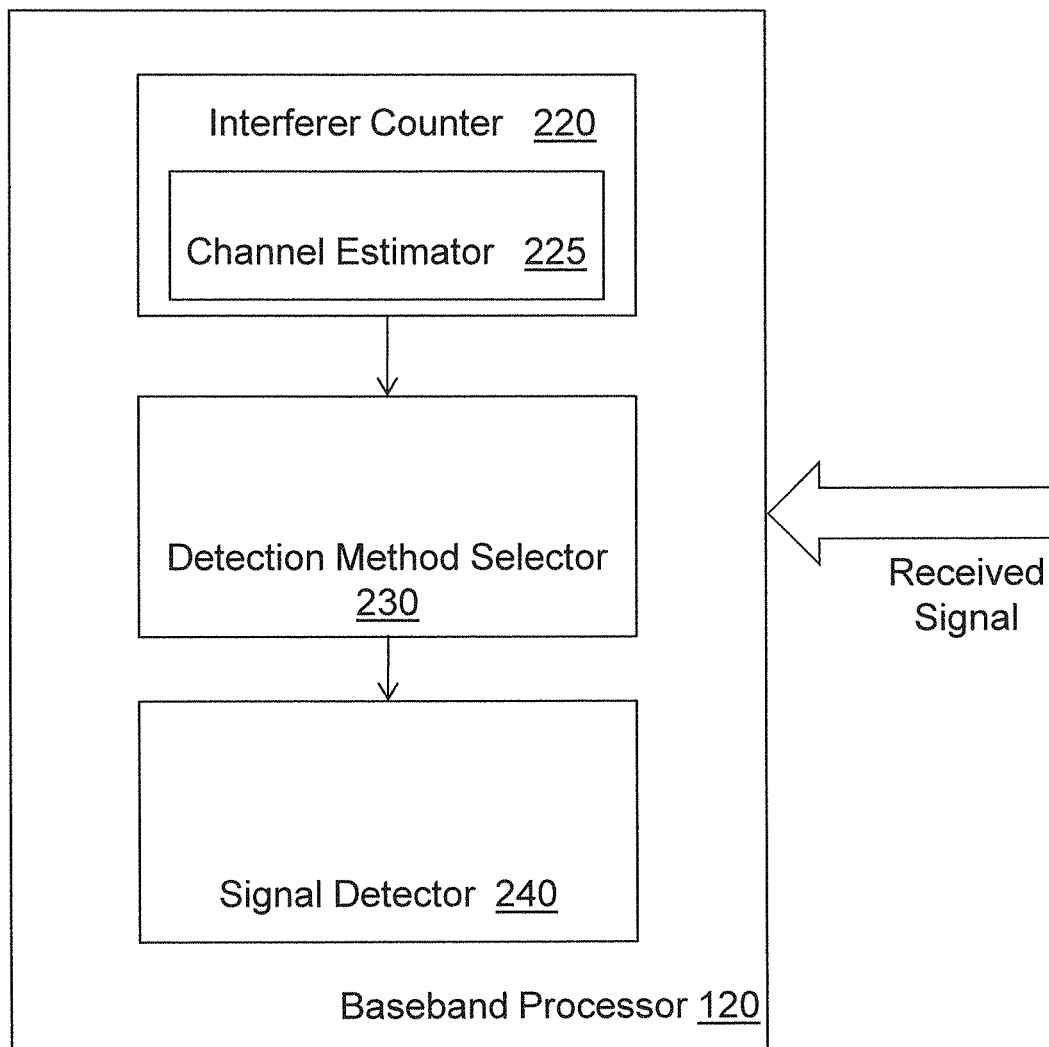 Interferer Counter 220
Channel Estimator 225
Detection Method Selector
230
Received
Signal
Signal Detector 240
Baseband Processor 120